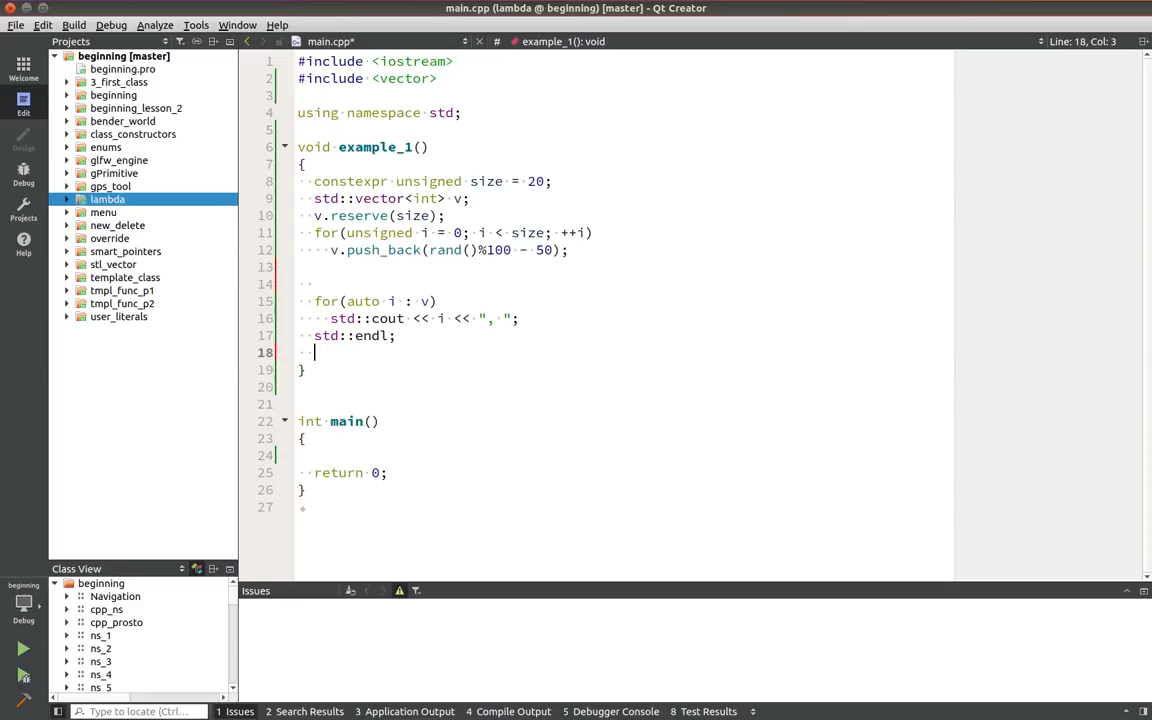 main.cpp (lambda @ beginning) [master] - Qt Creator
File Edit Build Debug Analyze Tools Window Help
Projects
main.cpp*
# example_1(): void
Line: 18, Col: 3
Welcome
Edit
Design
Debug
Projects
Help
beginning [master]
beginning.pro
3_first_class
beginning
beginning_lesson_2
bender_world
class_constructors
enums
glfw_engine
gPrimitive
gps_tool
lambda
menu
new_delete
override
smart_pointers
stl_vector
template_class
tmpl_func_p1
tmpl_func_p2
user_literals
1 #include <iostream>
2 #include <vector>
3
4 using namespace std;
5
6 void example_1()
7 {
8 constexpr unsigned size = 20;
9 std::vector<int> v;
10 v.reserve(size);
11 for(unsigned i = 0; i < size; ++i)
12 v.push_back(rand()%100 - 50);
13
14
15 for(auto i : v)
16 std::cout << i << ", ";
17 std::endl;
18
19 }
20
21
22 int main()
23 {
24
25 return 0;
26 }
27
Class View
beginning
Navigation
cpp_ns
cpp_prosto
ns_1
ns_2
ns_3
ns_4
ns_5
Issues
beginning
Debug
Type to locate (Ctrl...
1 Issues 2 Search Results 3 Application Output 4 Compile Output 5 Debugger Console 8 Test Results